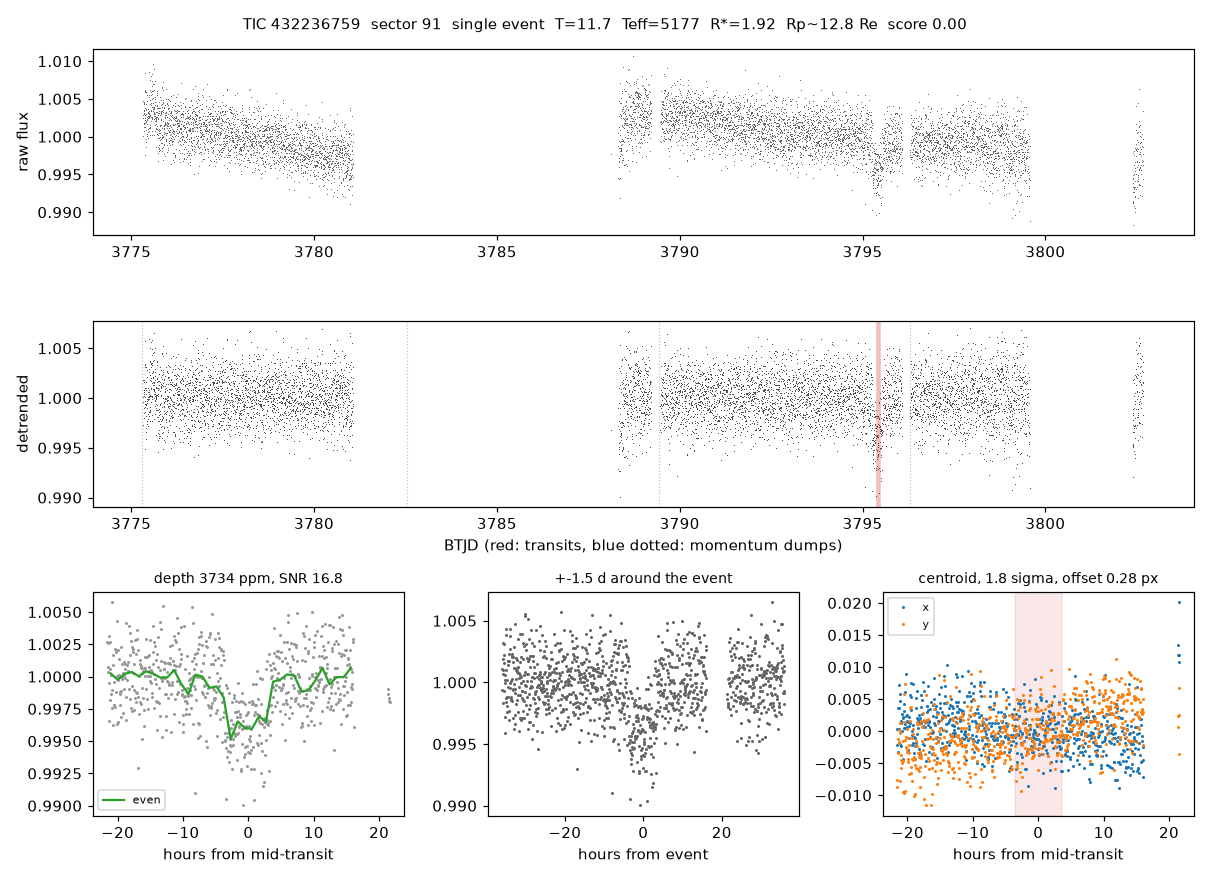 TIC 432236759  sector 91  single event  T=11.7  Teff=5177  R*=1.92  Rp~12.8 Re  score 0.00
raw flux
1.010
1.005
1.000
0.995
0.990
3775 3780 3785 3790 3795 3800
detrended
1.005
1.000
0.995
0.990
3775 3780 3785 3790 3795 3800
BTJD (red: transits, blue dotted: momentum dumps)
depth 3734 ppm, SNR 16.8
1.0050
1.0025
1.0000
0.9975
0.9950
0.9925
0.9900
even
−20 −10 0 10 20
hours from mid-transit
+-1.5 d around the event
1.005
1.000
0.995
0.990
−20 0 20
hours from event
centroid, 1.8 sigma, offset 0.28 px
x
y
0.020
0.015
0.010
0.005
0.000
−0.005
−0.010
−20 −10 0 10 20
hours from mid-transit